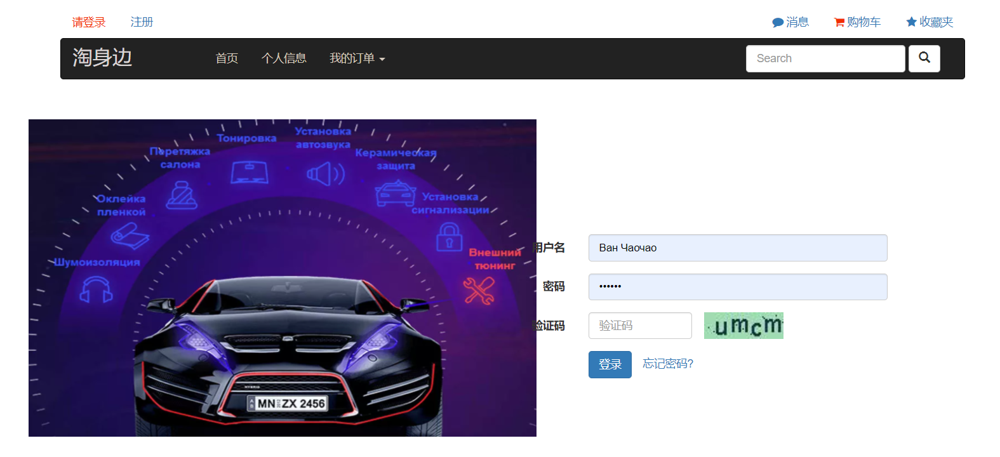 请登录 注册 消息 购物车 收藏夹
淘身边 首页 个人信息 我的订单 Search
Тонировка
Установка
автозвука
Перетяжка
салона
Керамическая
защита
Оклейка
пленкой
Установка
сигнализации
Шумоизоляция
Внешний
тюнинг
HYBRID
MN ZX 2456
用户名 Ван Чаочао
密码 ••••••
验证码 验证码 umcm
登录 忘记密码?